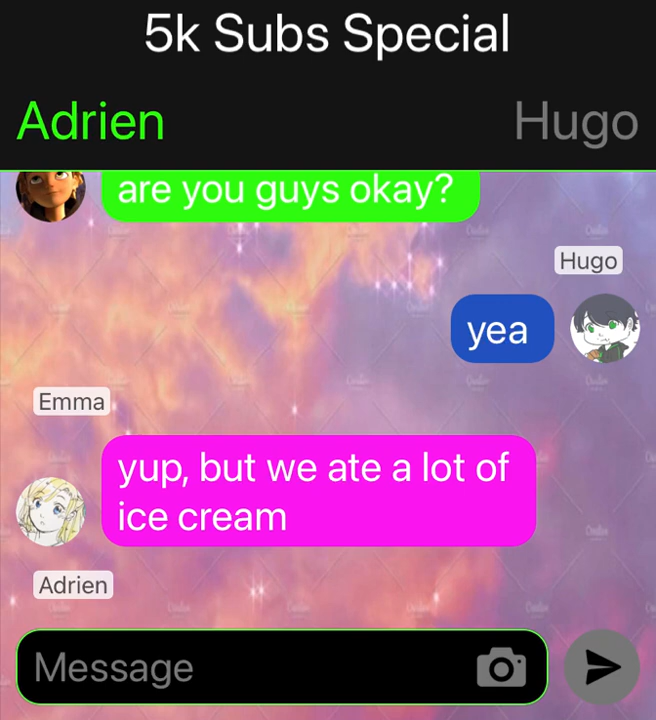 5k Subs Special
Adrien Hugo
are you guys okay?
Hugo
yea
Emma
yup, but we ate a lot of
ice cream
Adrien
Message